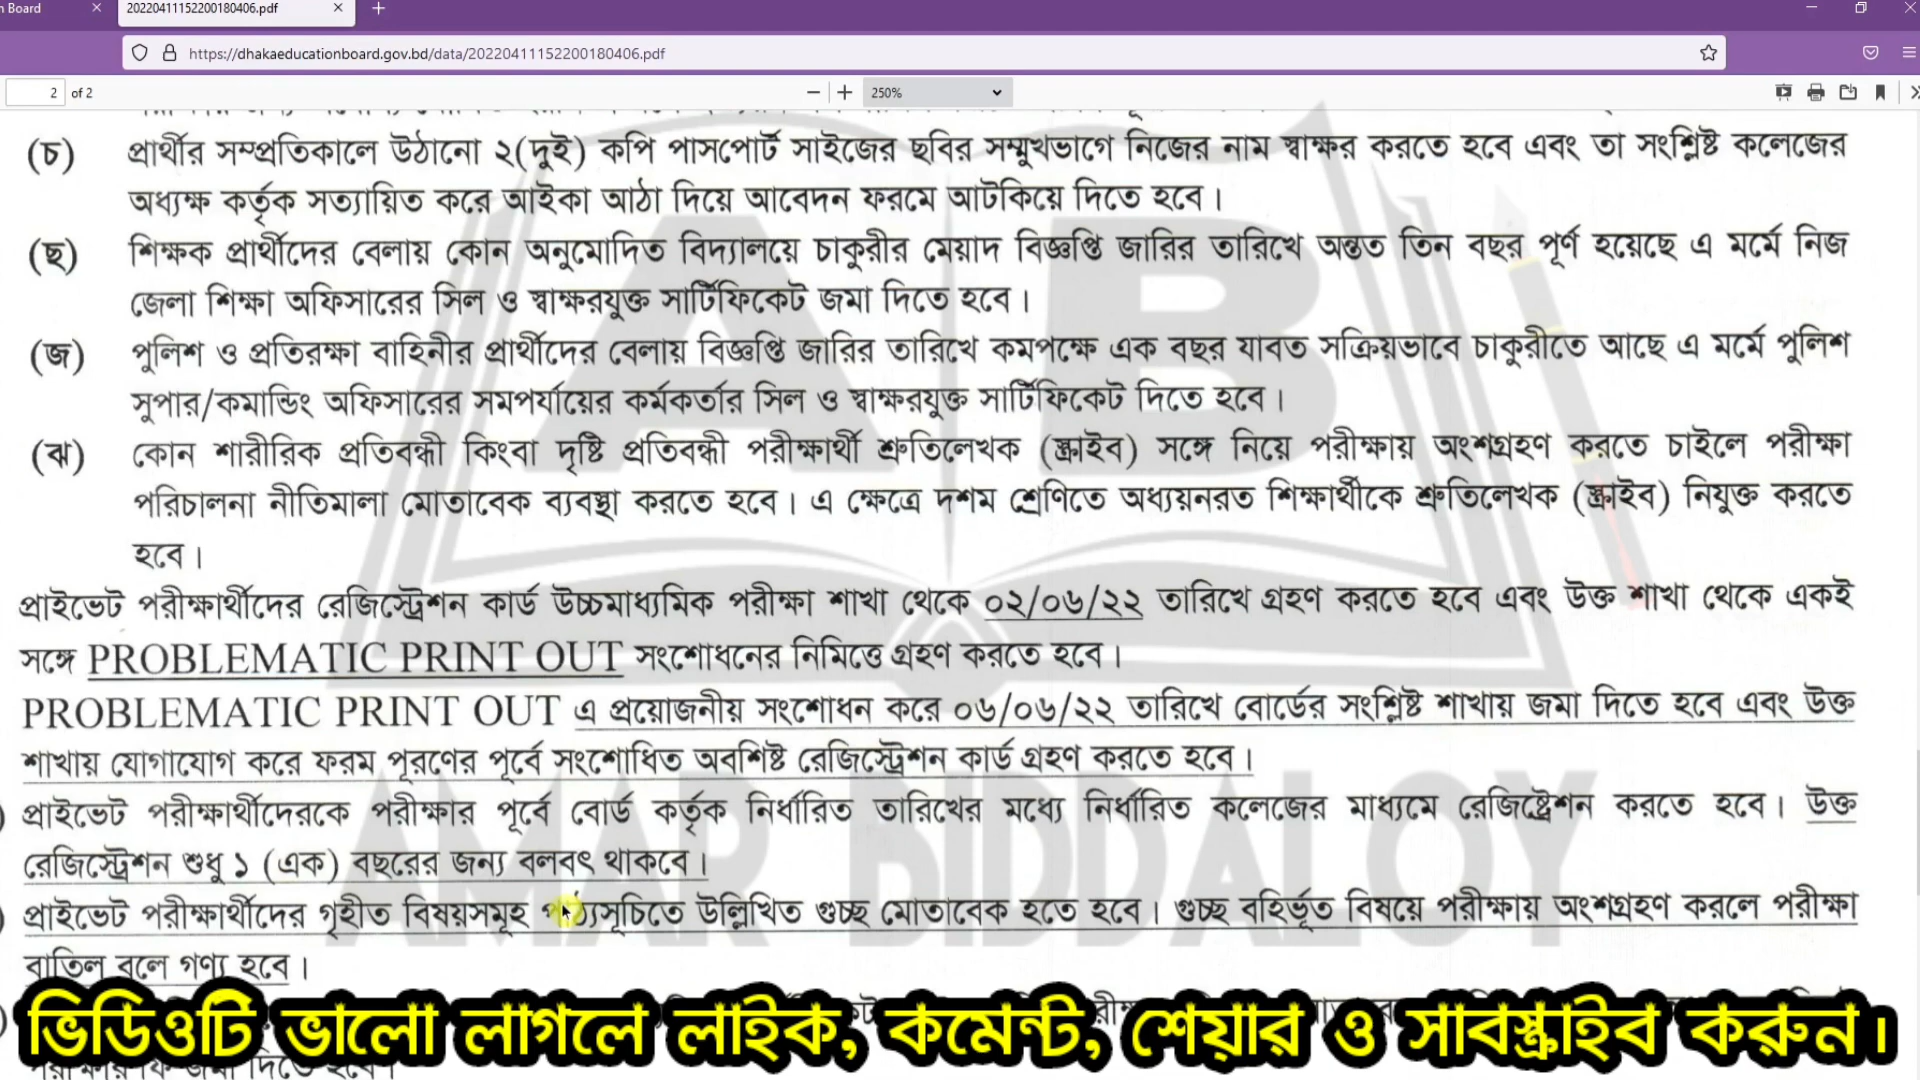 n Board
20220411152200180406.pdf
https://dhakaeducationboard.gov.bd/data/20220411152200180406.pdf
2 of 2
250%
(চ) প্রার্থীর সম্প্রতিকালে উঠানো ২(দুই) কপি পাসপোর্ট সাইজের ছবির সম্মুখভাগে নিজের নাম স্বাক্ষর করতে হবে এবং তা সংশ্লিষ্ট কলেজের
অধ্যক্ষ কর্তৃক সত্যায়িত করে আইকা আঠা দিয়ে আবেদন ফরমে আটকিয়ে দিতে হবে।
(ছ) শিক্ষক প্রার্থীদের বেলায় কোন অনুমোদিত বিদ্যালয়ে চাকুরীর মেয়াদ বিজ্ঞপ্তি জারির তারিখে অন্তত তিন বছর পূর্ণ হয়েছে এ মর্মে নিজ
জেলা শিক্ষা অফিসারের সিল ও স্বাক্ষরযুক্ত সার্টিফিকেট জমা দিতে হবে।
(জ) পুলিশ ও প্রতিরক্ষা বাহিনীর প্রার্থীদের বেলায় বিজ্ঞপ্তি জারির তারিখে কমপক্ষে এক বছর যাবত সক্রিয়ভাবে চাকুরীতে আছে এ মর্মে পুলিশ
সুপার/কমান্ডিং অফিসারের সমপর্যায়ের কর্মকর্তার সিল ও স্বাক্ষরযুক্ত সার্টিফিকেট দিতে হবে।
(ঝ) কোন শারীরিক প্রতিবন্ধী কিংবা দৃষ্টি প্রতিবন্ধী পরীক্ষার্থী শ্রুতিলেখক (স্ক্রাইব) সঙ্গে নিয়ে পরীক্ষায় অংশগ্রহণ করতে চাইলে পরীক্ষা
পরিচালনা নীতিমালা মোতাবেক ব্যবস্থা করতে হবে। এ ক্ষেত্রে দশম শ্রেণিতে অধ্যয়নরত শিক্ষার্থীকে শ্রুতিলেখক (স্ক্রাইব) নিযুক্ত করতে
হবে।
প্রাইভেট পরীক্ষার্থীদের রেজিস্ট্রেশন কার্ড উচ্চমাধ্যমিক পরীক্ষা শাখা থেকে ০২/০৬/২২ তারিখে গ্রহণ করতে হবে এবং উক্ত শাখা থেকে একই
সঙ্গে PROBLEMATIC PRINT OUT সংশোধনের নিমিত্তে গ্রহণ করতে হবে।
PROBLEMATIC PRINT OUT এ প্রয়োজনীয় সংশোধন করে ০৬/০৬/২২ তারিখে বোর্ডের সংশ্লিষ্ট শাখায় জমা দিতে হবে এবং উক্ত
শাখায় যোগাযোগ করে ফরম পূরণের পূর্বে সংশোধিত অবশিষ্ট রেজিস্ট্রেশন কার্ড গ্রহণ করতে হবে।
) প্রাইভেট পরীক্ষার্থীদেরকে পরীক্ষার পূর্বে বোর্ড কর্তৃক নির্ধারিত তারিখের মধ্যে নির্ধারিত কলেজের মাধ্যমে রেজিষ্ট্রেশন করতে হবে। উক্ত
রেজিস্ট্রেশন শুধু ১ (এক) বছরের জন্য বলবৎ থাকবে।
) প্রাইভেট পরীক্ষার্থীদের গৃহীত বিষয়সমূহ পাঠ্যসূচিতে উল্লিখিত গুচ্ছ মোতাবেক হতে হবে। গুচ্ছ বহির্ভূত বিষয়ে পরীক্ষায় অংশগ্রহণ করলে পরীক্ষা
বাতিল বলে গণ্য হবে।
ভিডিওটি ভালো লাগলে লাইক, কমেন্ট, শেয়ার ও সাবস্ক্রাইব করুন।
AB
AMAR BIDDALOY